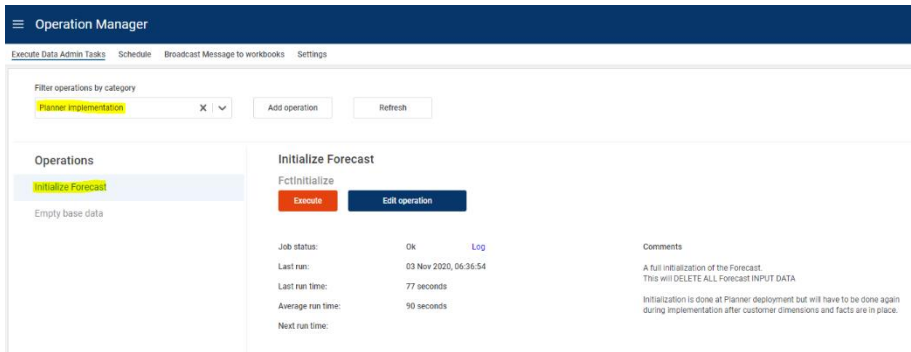 Operation Manager
Execute Data Admin Tasks Schedule Broadcast Message to workbooks Settings
Filter operations by category
Planner implementation X Add operation Refresh
Operations
Initialize Forecast
Empty base data
Initialize Forecast
FctInitialize
Execute Edit operation
Job status: Ok Log
Last run: 03 Nov 2020, 06:36:54
Last run time: 77 seconds
Average run time: 90 seconds
Next run time:
Comments
A full initialization of the Forecast.
This will DELETE ALL Forecast INPUT DATA
Initialization is done at Planner deployment but will have to be done again
during implementation after customer dimensions and facts are in place.